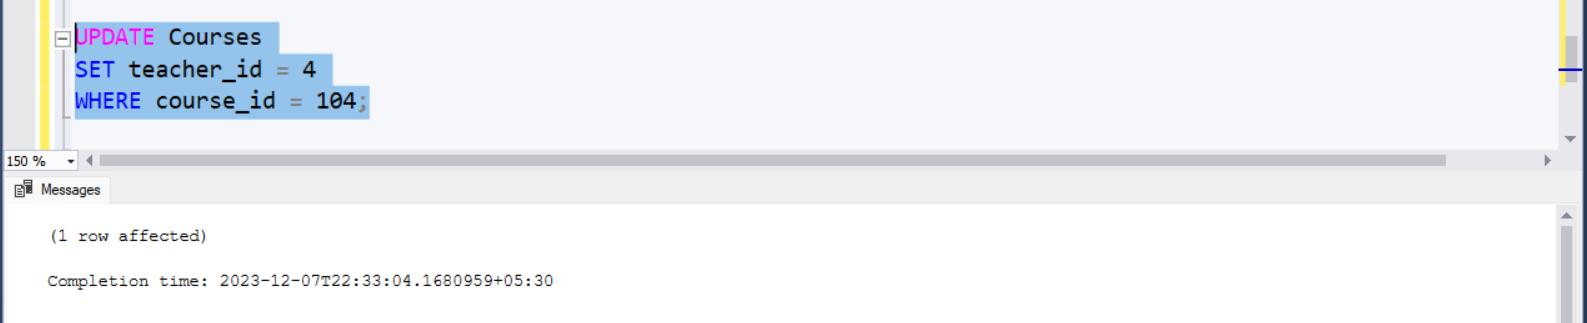 UPDATE Courses
SET teacher_id = 4
WHERE course_id = 104;
150 %
Messages
(1 row affected)
Completion time: 2023-12-07T22:33:04.1680959+05:30